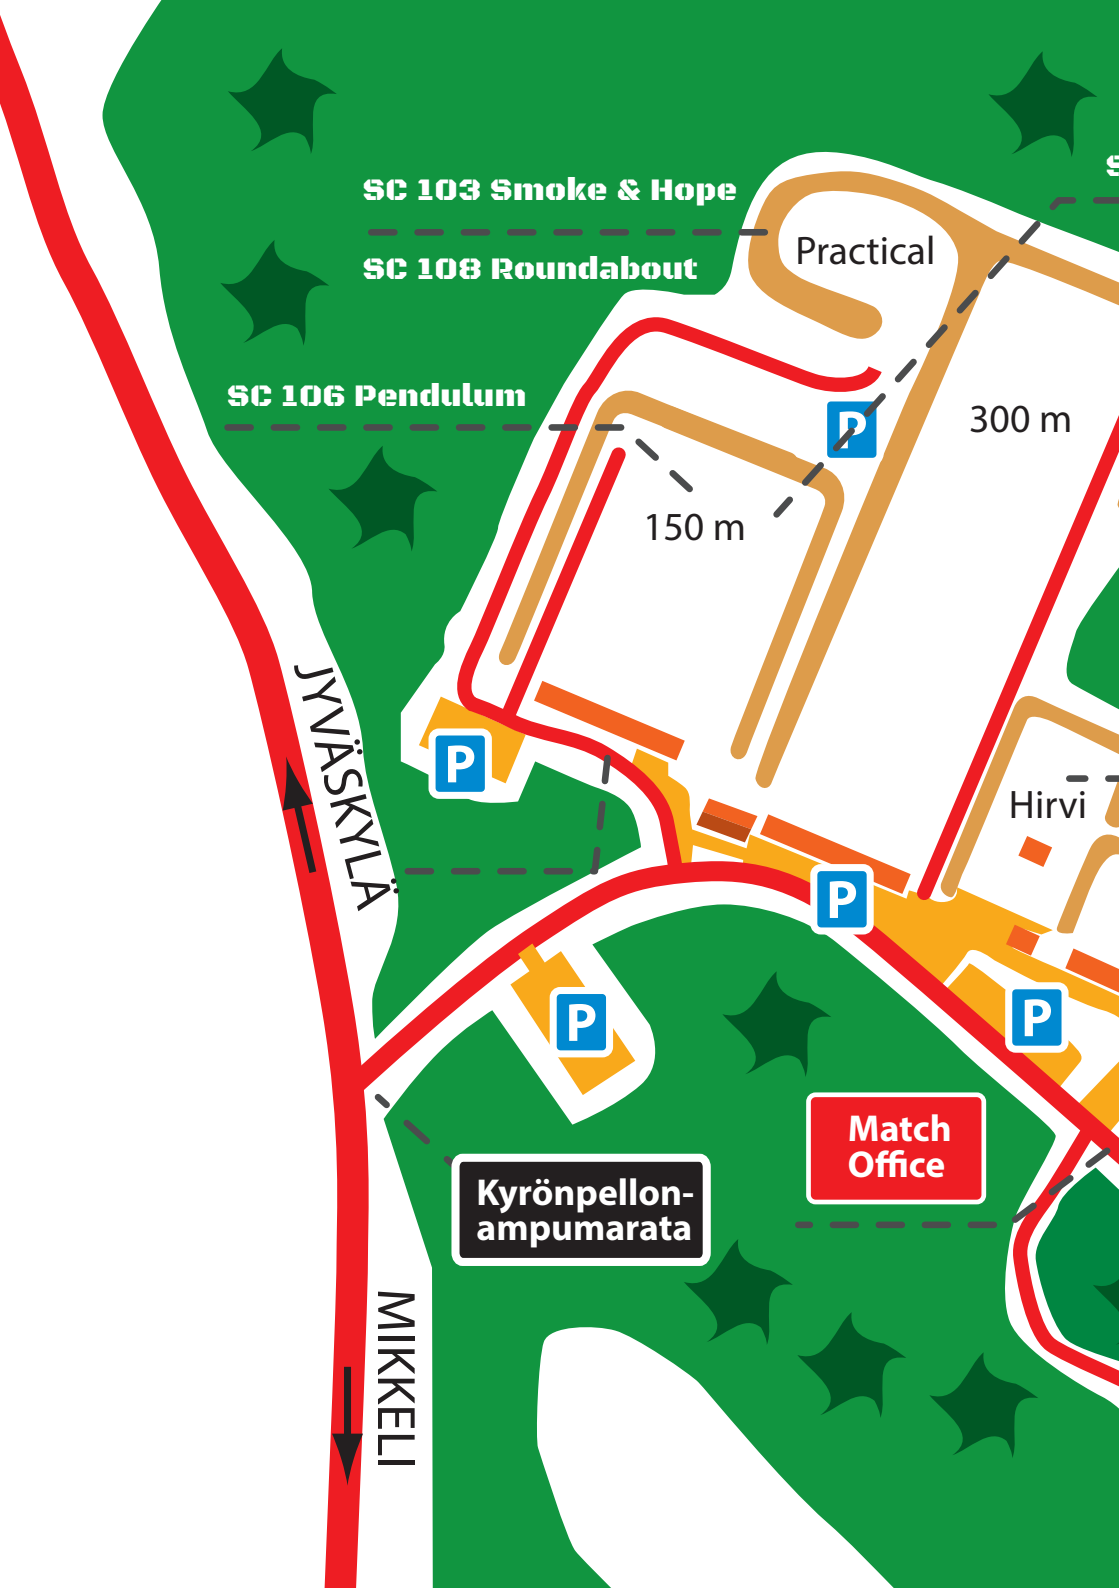 S
SC 103 Smoke & Hope
Practical
SC 108 Roundabout
SC 106 Pendulum
300 m
P
150 m
JYVÄSKYLÄ
P
Hirvi
P
P
P
Match
Office
Kyrönpellon-
ampumarata
MIKKELI